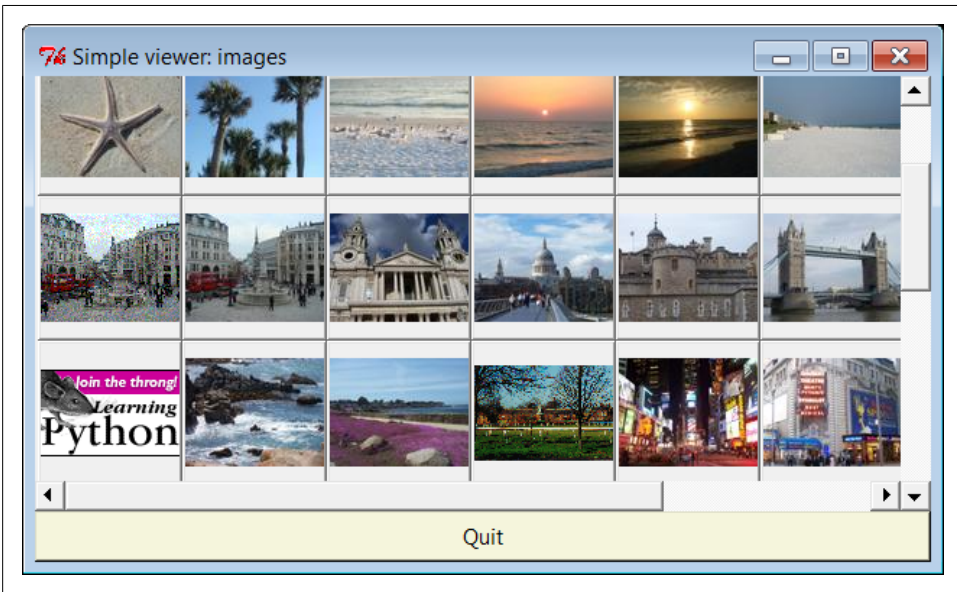 Simple viewer: images
Join the throng!
Learning
Python
Quit